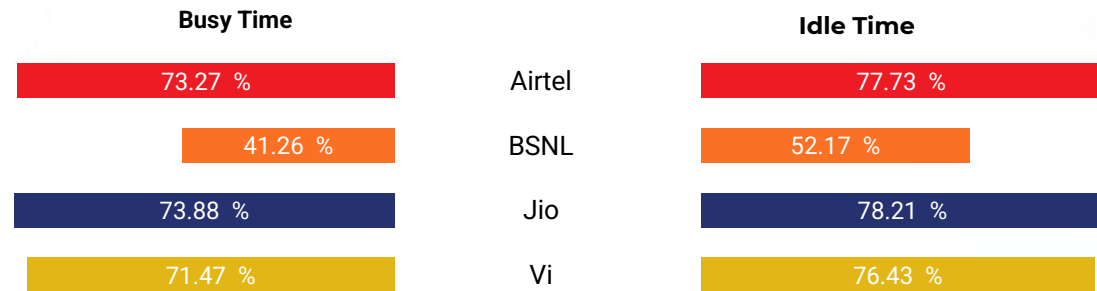 Busy Time
Idle Time
73.27 % Airtel 77.73 %
41.26 % BSNL 52.17 %
73.88 % Jio 78.21 %
71.47 % Vi 76.43 %